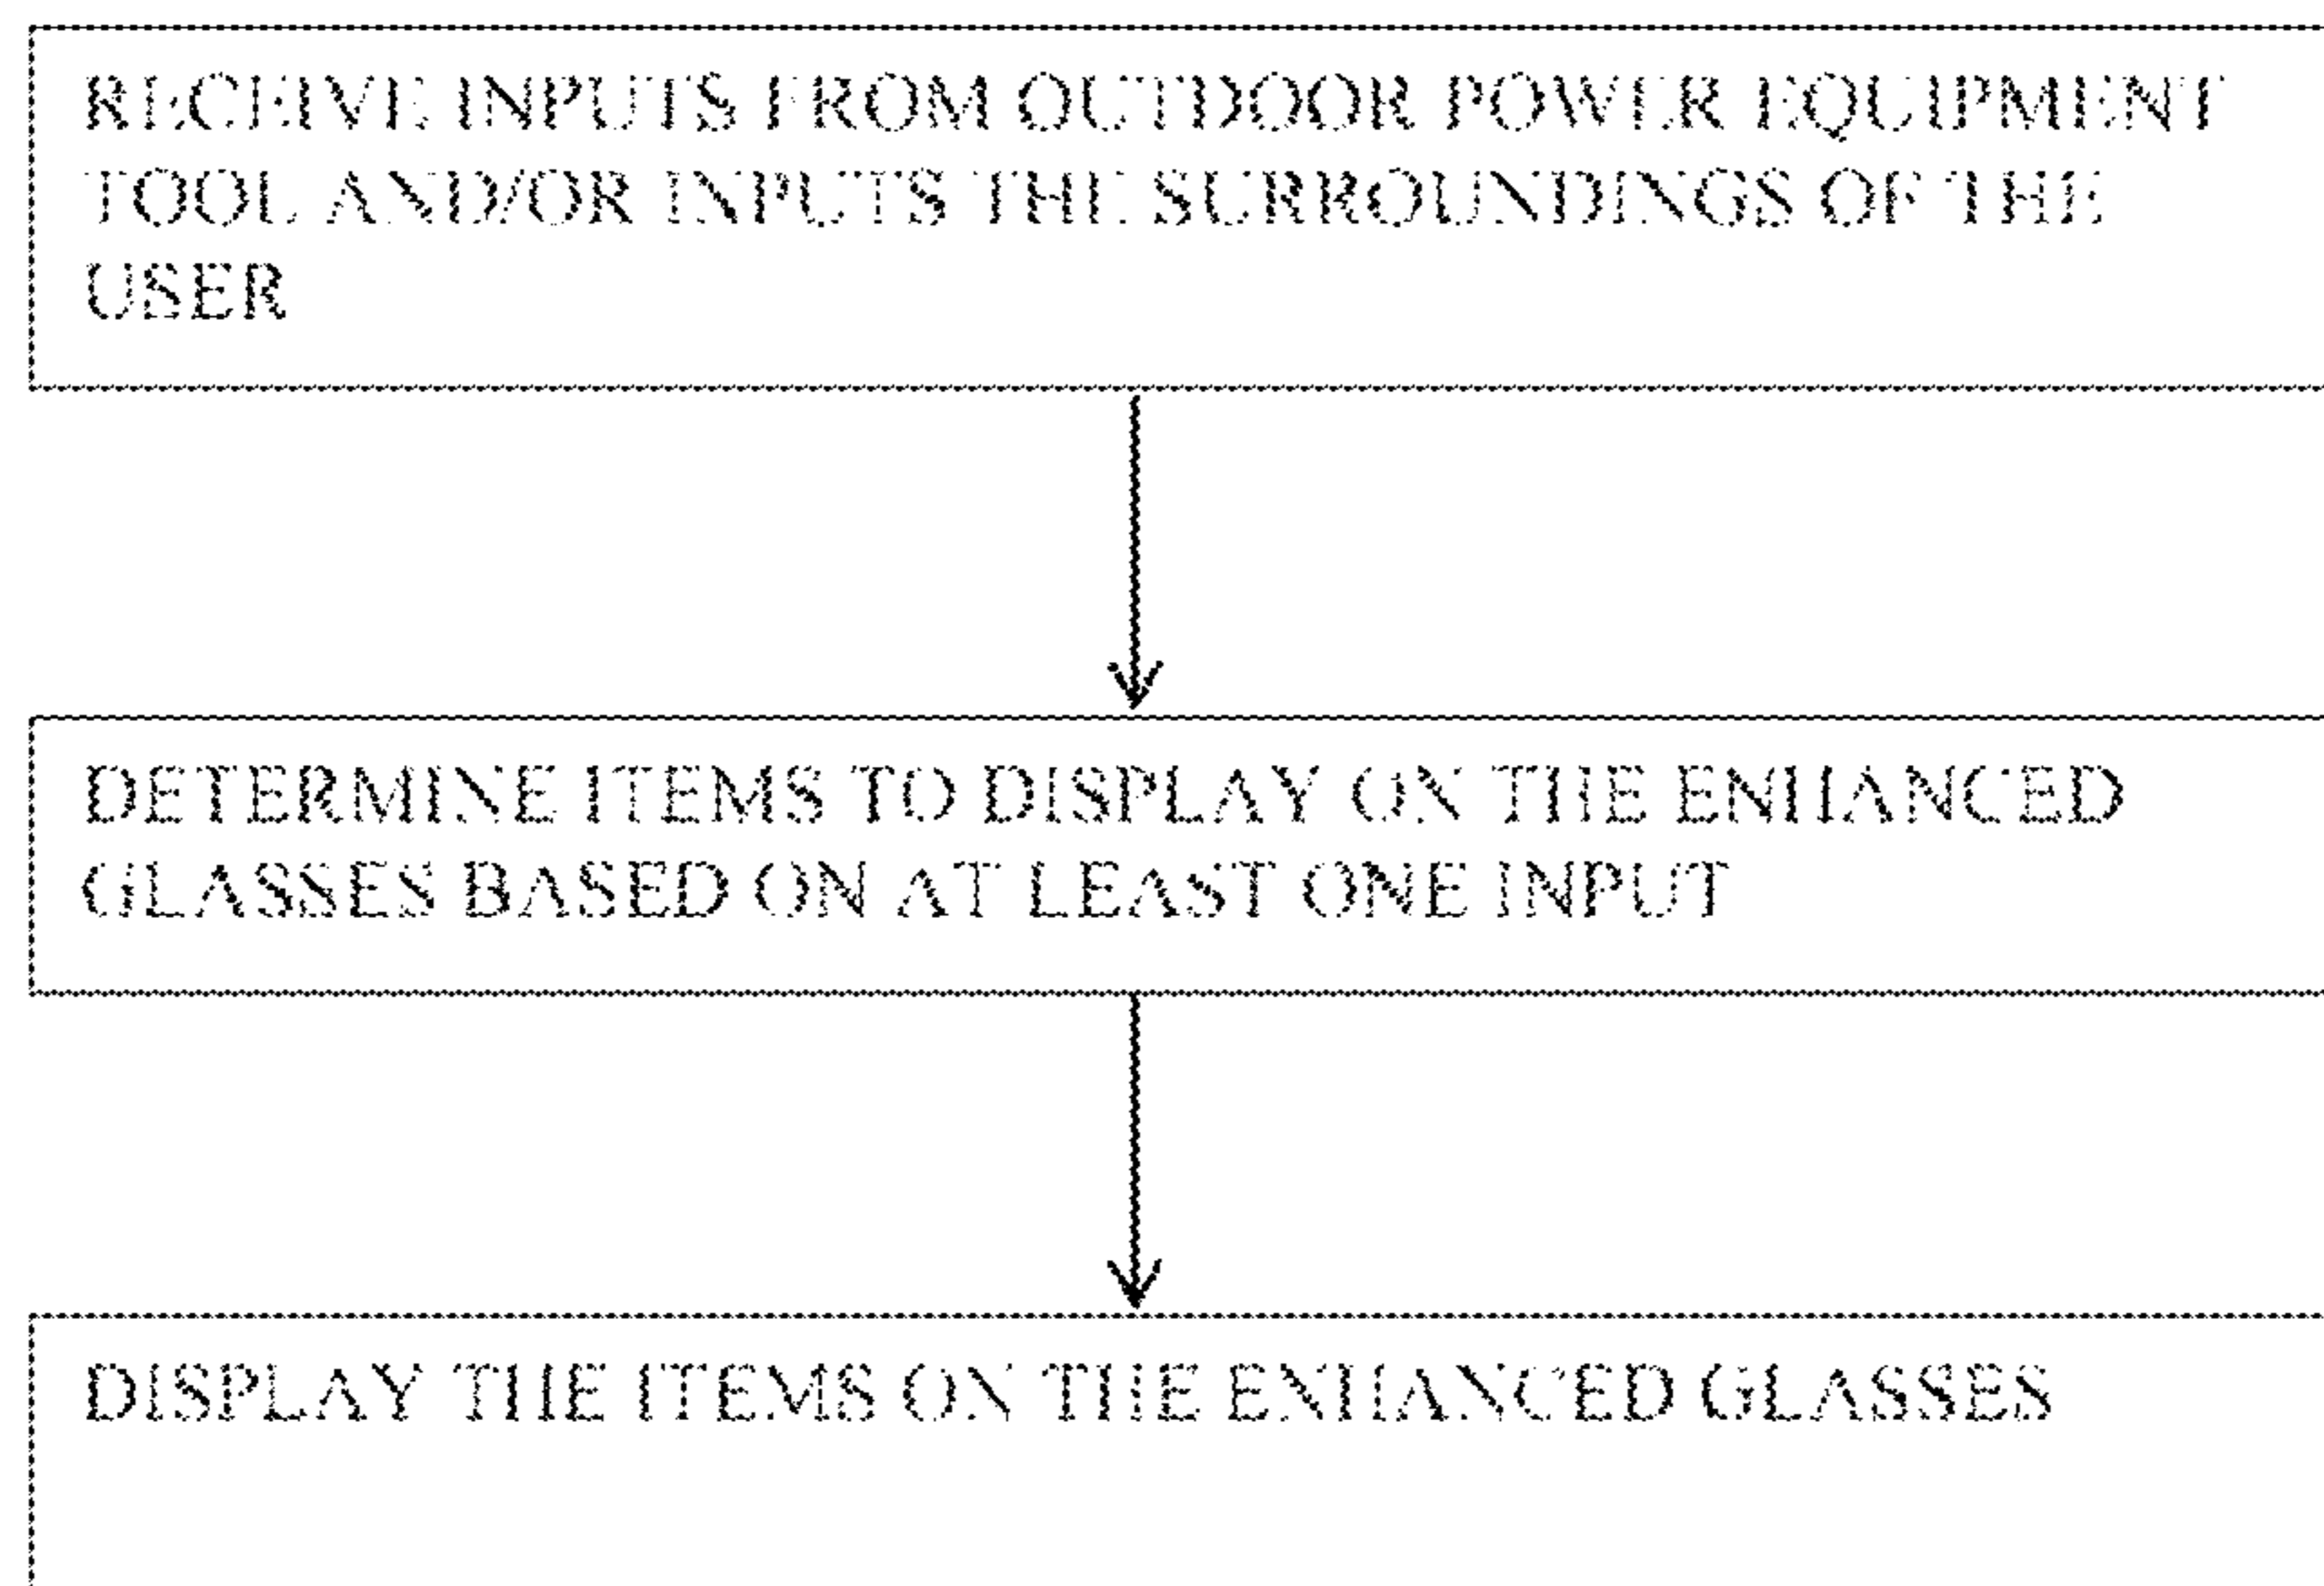 RECEIVE INPUTS FROM OUTDOOR POWER EQUIPMENT
TOOL AND/OR INPUTS THE SURROUNDINGS OF THE
USER
DETERMINE ITEMS TO DISPLAY ON THE ENHANCED
GLASSES BASED ON AT LEAST ONE INPUT
DISPLAY THE ITEMS ON THE ENHANCED GLASSES